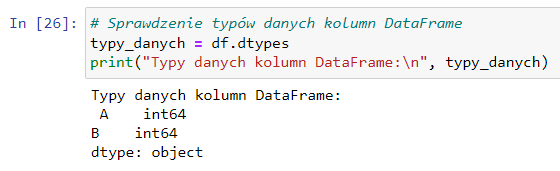 In [26]: # Sprawdzenie typów danych kolumn DataFrame
typy_danych = df.dtypes
print("Typy danych kolumn DataFrame:\n", typy_danych)
Typy danych kolumn DataFrame:
 A    int64
B    int64
dtype: object